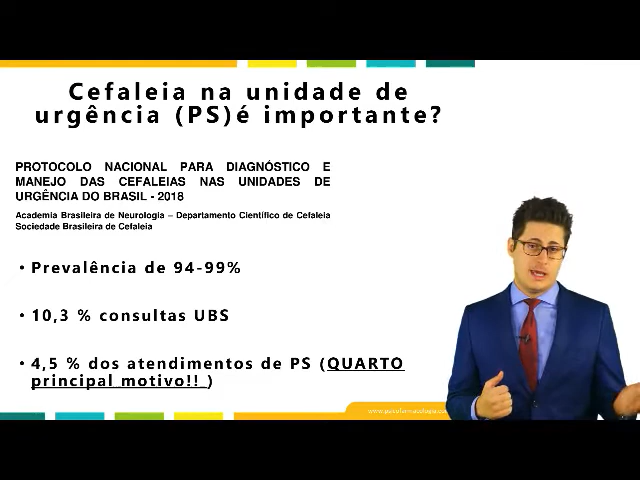 Cefaleia na unidade de
urgência (PS)é importante?
PROTOCOLO NACIONAL PARA DIAGNÓSTICO E
MANEJO DAS CEFALEIAS NAS UNIDADES DE
URGÊNCIA DO BRASIL - 2018
Academia Brasileira de Neurologia – Departamento Científico de Cefaleia
Sociedade Brasileira de Cefaleia
• Prevalência de 94-99%
• 10,3 % consultas UBS
• 4,5 % dos atendimentos de PS (QUARTO
principal motivo!! )